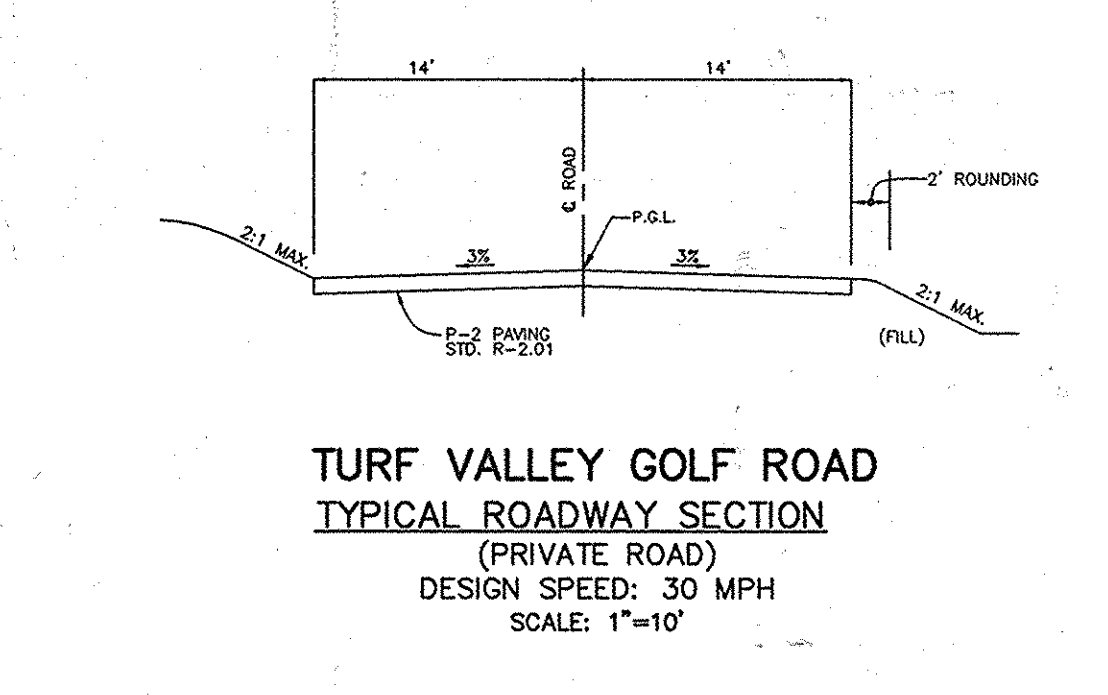 14'
14'
℄ ROAD
2' ROUNDING
P.G.L.
2:1 MAX.
3%
3%
2:1 MAX.
(FILL)
P-2 PAVING
STD. R-2.01
TURF VALLEY GOLF ROAD
TYPICAL ROADWAY SECTION
(PRIVATE ROAD)
DESIGN SPEED: 30 MPH
SCALE: 1"=10'